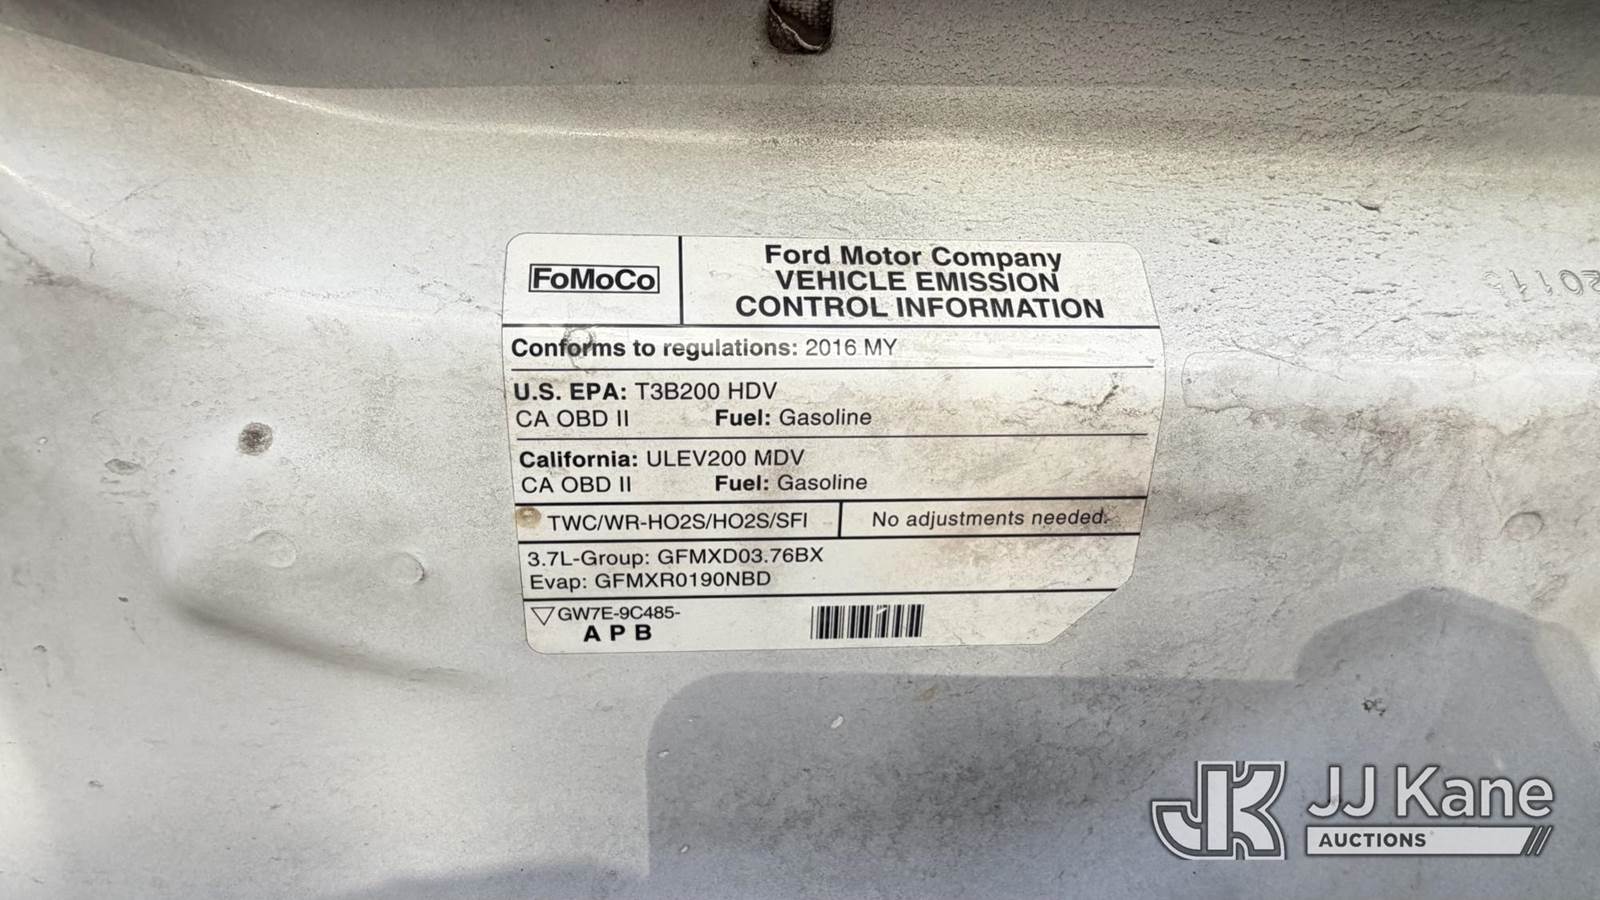 FoMoCo
Ford Motor Company
VEHICLE EMISSION
CONTROL INFORMATION
Conforms to regulations: 2016 MY
U.S. EPA: T3B200 HDV
CA OBD II Fuel: Gasoline
California: ULEV200 MDV
CA OBD II Fuel: Gasoline
TWC/WR-HO2S/HO2S/SFI No adjustments needed.
3.7L-Group: GFMXD03.76BX
Evap: GFMXR0190NBD
GW7E-9C485-
A P B
JK JJ Kane
AUCTIONS